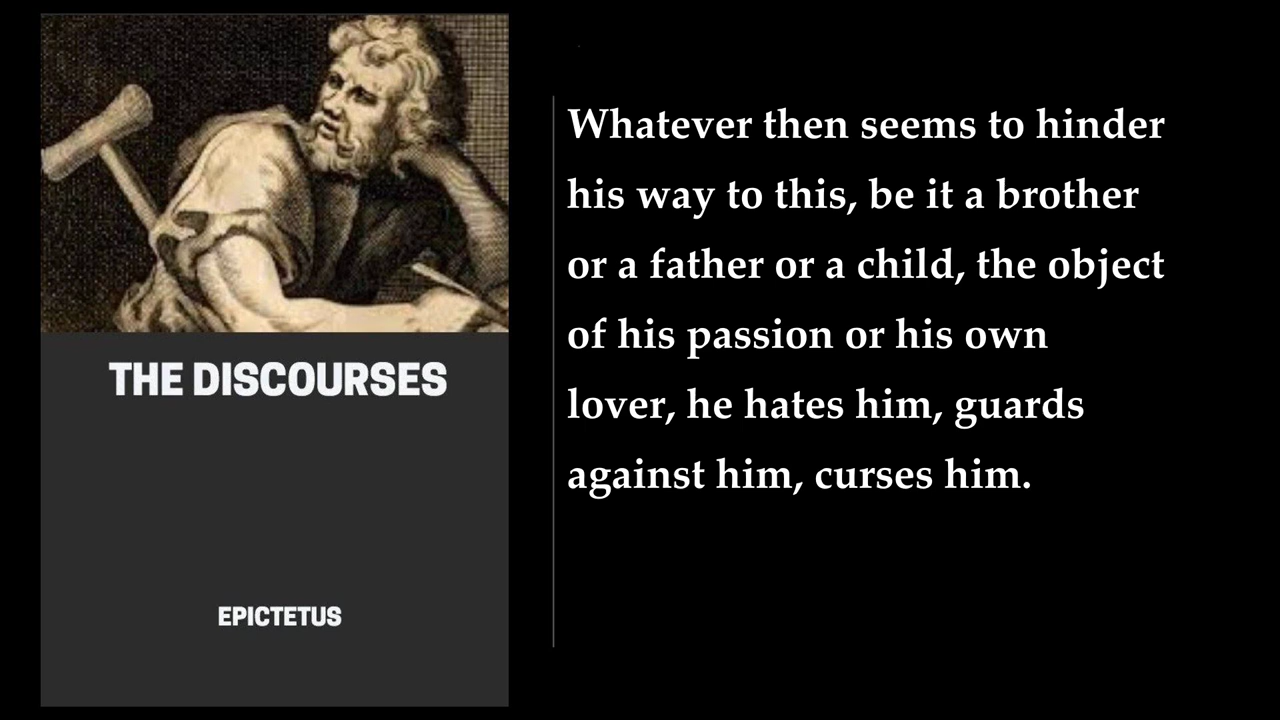 THE DISCOURSES
EPICTETUS
Whatever then seems to hinder
his way to this, be it a brother
or a father or a child, the object
of his passion or his own
lover, he hates him, guards
against him, curses him.